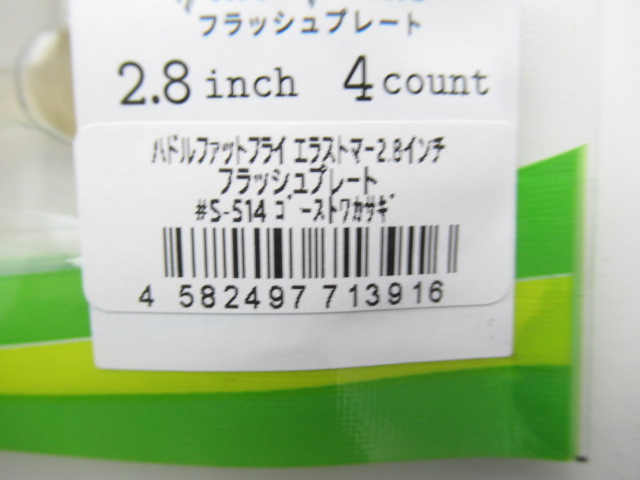 フラッシュプレート
2.8 inch 4 count
ハドルファットフライ エラストマー2.8インチ
フラッシュプレート
#S-514 ゴーストワカサギ
4 582497 713916